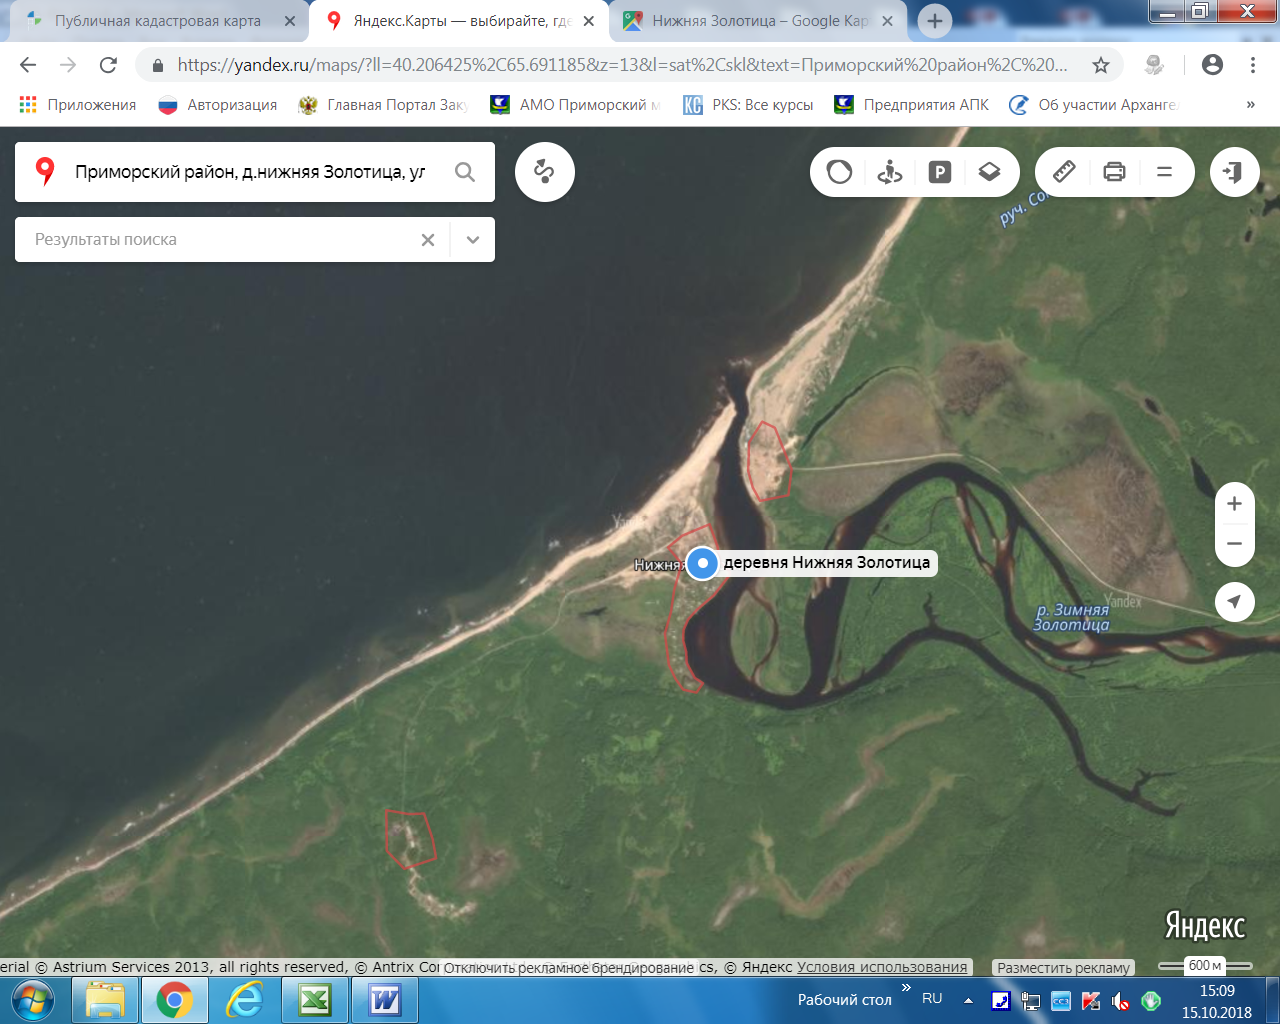 Публичная кадастровая карта
Яндекс.Карты — выбирайте, где
Нижняя Золотица – Google Кар
https://yandex.ru/maps/?ll=40.206425%2C65.691185&z=13&l=sat%2Cskl&text=Приморский%20район%2C%20...
Приложения
Авторизация
Главная Портал Заку
АМО Приморский м
PKS: Все курсы
Предприятия АПК
Об участии Арханге
»
Приморский район, д.нижняя Золотица, ул
P
Результаты поиска
руч. Со
Yandex
Нижняя
деревня Нижняя Золотица
Yandex
р. Зимняя
Золотица
Яндекс
erial © Astrium Services 2013, all rights reserved, © Antrix Cor
Отключить рекламное брендирование
cs, © Яндекс Условия использования
Разместить рекламу
600 м
Рабочий стол
»
RU
15:09
15.10.2018